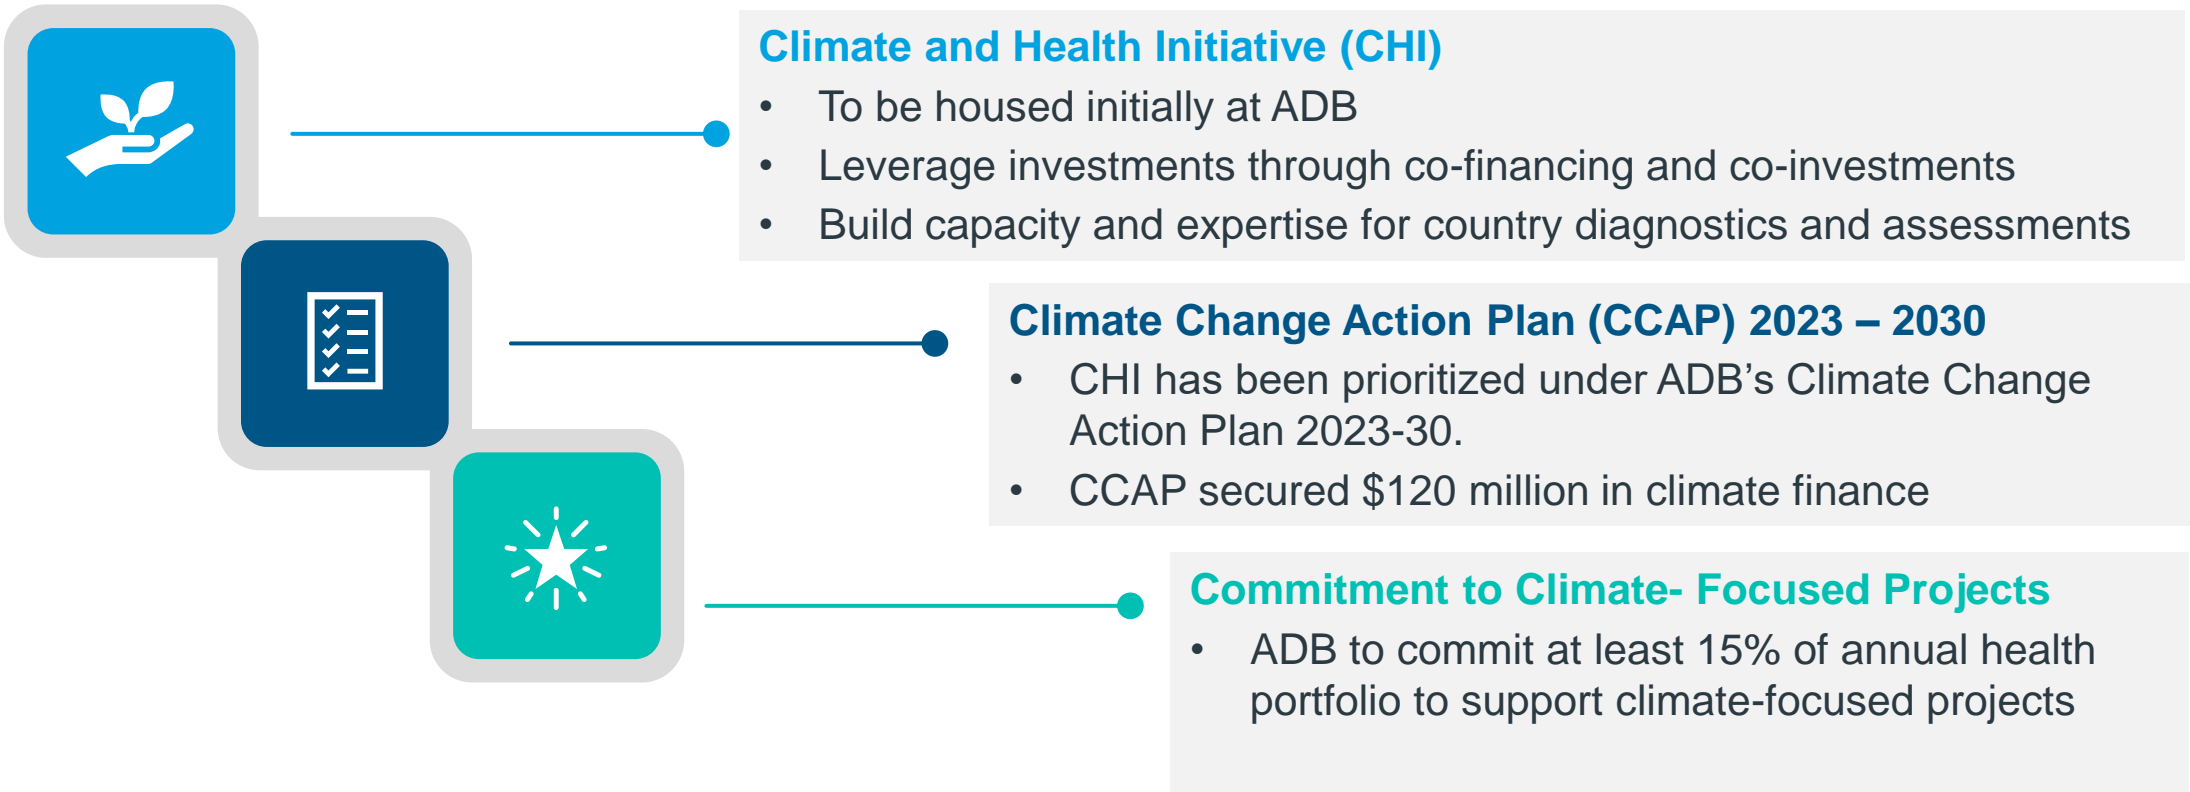 Climate and Health Initiative (CHI)
• To be housed initially at ADB
• Leverage investments through co-financing and co-investments
• Build capacity and expertise for country diagnostics and assessments
Climate Change Action Plan (CCAP) 2023 – 2030
• CHI has been prioritized under ADB’s Climate Change
Action Plan 2023-30.
• CCAP secured $120 million in climate finance
Commitment to Climate- Focused Projects
• ADB to commit at least 15% of annual health
portfolio to support climate-focused projects